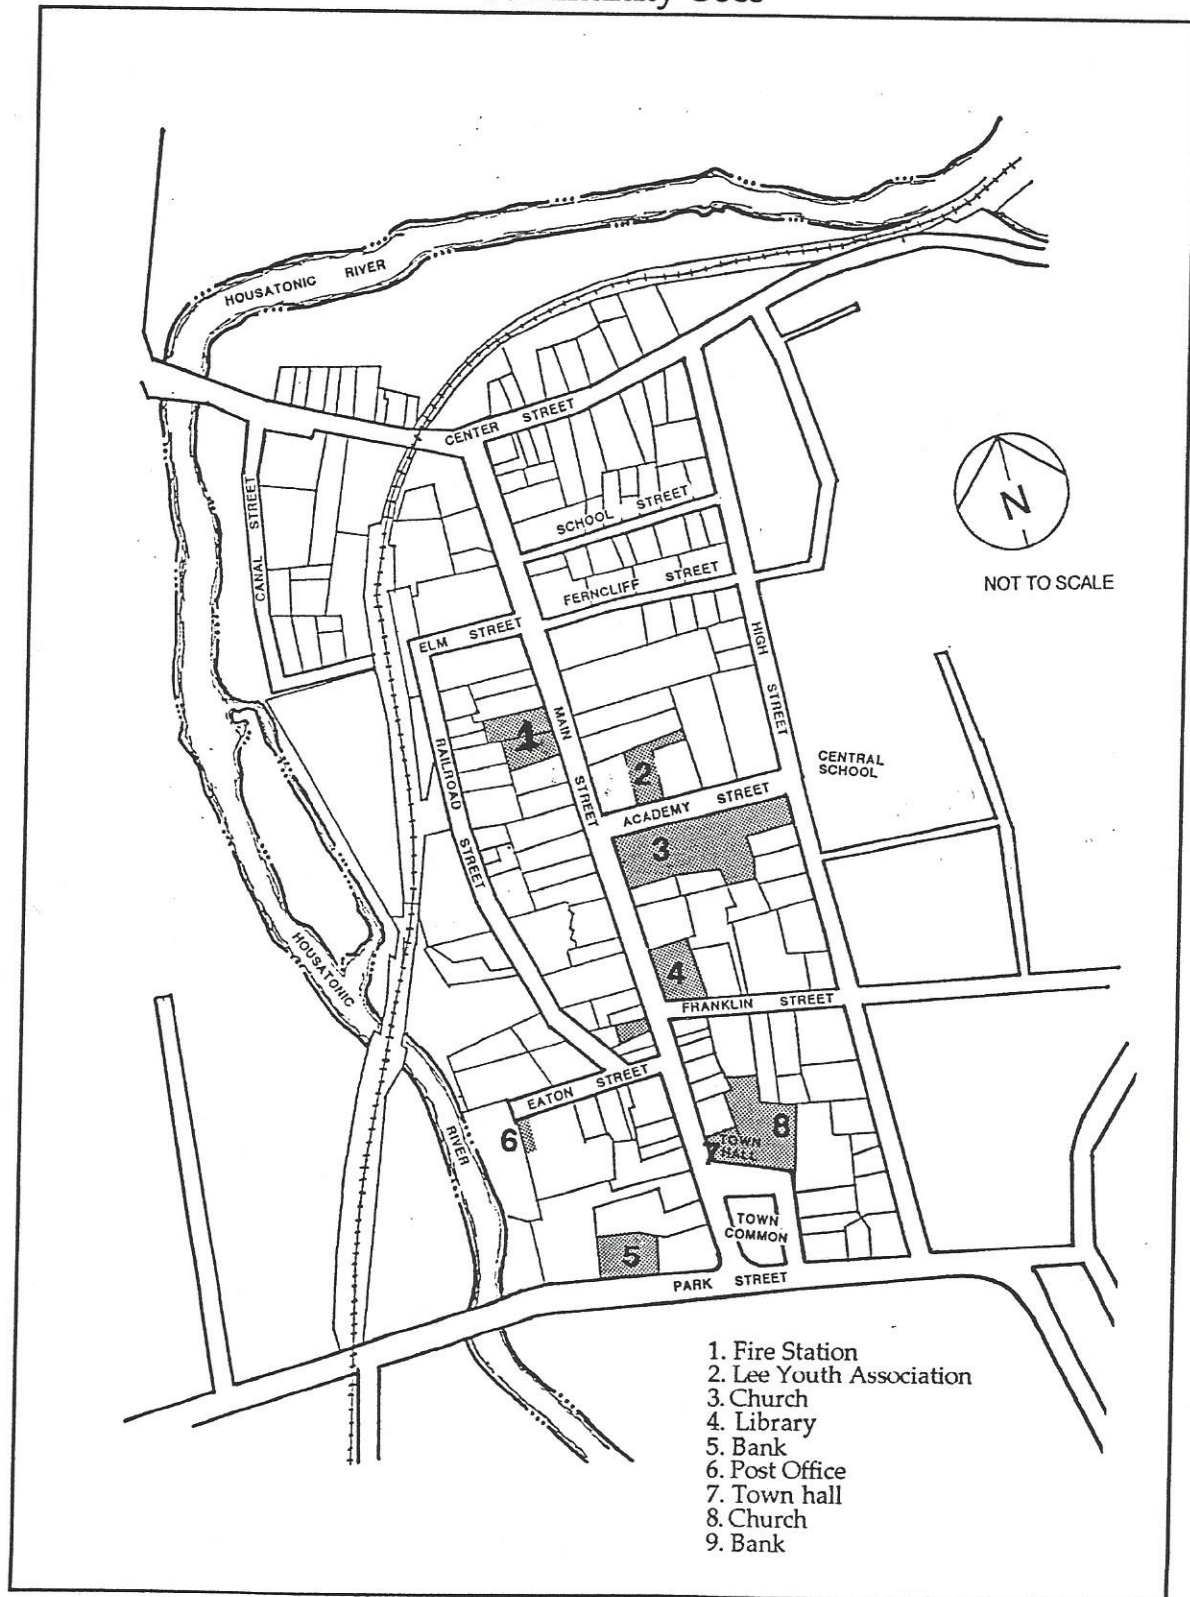 HOUSATONIC RIVER
CENTER STREET
CANAL STREET
SCHOOL STREET
FERNCLIFF STREET
ELM STREET
N
NOT TO SCALE
HIGH STREET
MAIN STREET
RAILROAD STREET
1
2
CENTRAL
SCHOOL
ACADEMY STREET
3
4
HOUSATONIC
FRANKLIN STREET
EATON STREET
6
RIVER
8
7
TOWN
HALL
TOWN
COMMON
5
PARK STREET
1. Fire Station
2. Lee Youth Association
3. Church
4. Library
5. Bank
6. Post Office
7. Town hall
8. Church
9. Bank